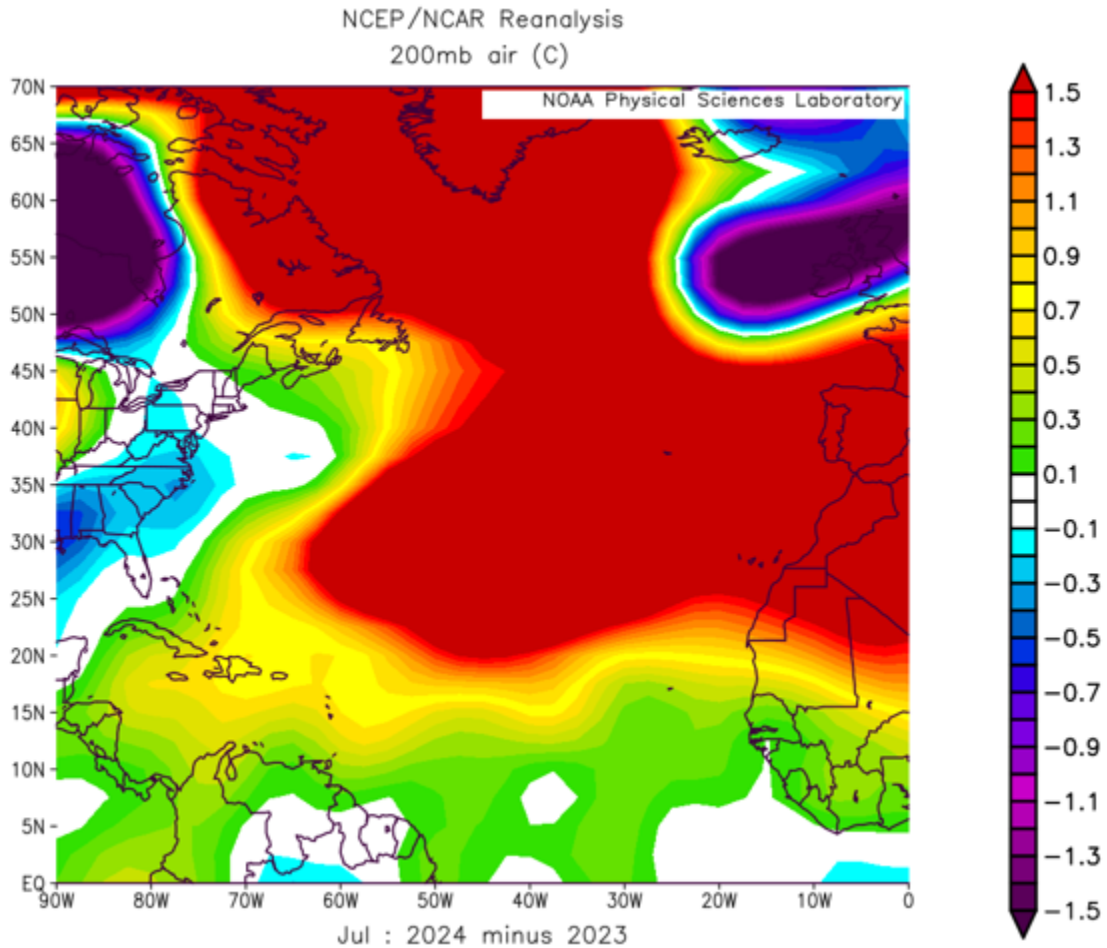 NCEP/NCAR Reanalysis
200mb air (C)
NOAA Physical Sciences Laboratory
70N
65N
60N
55N
50N
45N
40N
35N
30N
25N
20N
15N
10N
5N
EQ
90W 80W 70W 60W 50W 40W 30W 20W 10W 0
Jul : 2024 minus 2023
1.5
1.3
1.1
0.9
0.7
0.5
0.3
0.1
−0.1
−0.3
−0.5
−0.7
−0.9
−1.1
−1.3
−1.5